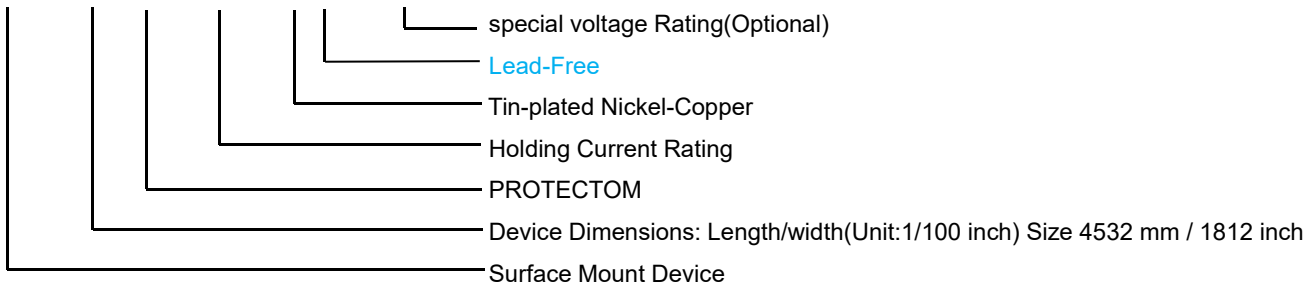 special voltage Rating(Optional)
Lead-Free
Tin-plated Nickel-Copper
Holding Current Rating
PROTECTOM
Device Dimensions: Length/width(Unit:1/100 inch) Size 4532 mm / 1812 inch
Surface Mount Device